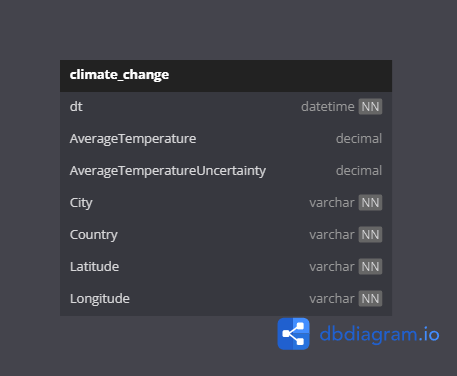 climate_change
dt datetime NN
AverageTemperature decimal
AverageTemperatureUncertainty decimal
City varchar NN
Country varchar NN
Latitude varchar NN
Longitude varchar NN
dbdiagram.io